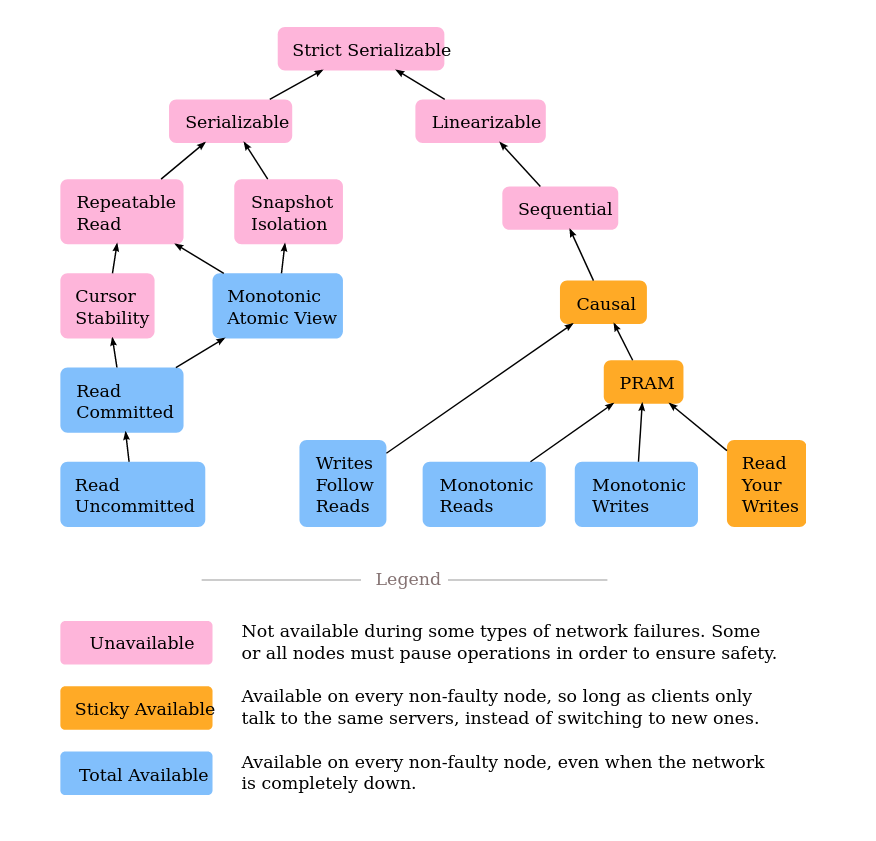 Strict Serializable
Serializable
Linearizable
Repeatable
Read
Snapshot
Isolation
Sequential
Cursor
Stability
Monotonic
Atomic View
Causal
Read
Committed
PRAM
Read
Uncommitted
Writes
Follow
Reads
Monotonic
Reads
Monotonic
Writes
Read
Your
Writes
Legend
Unavailable
Not available during some types of network failures. Some
or all nodes must pause operations in order to ensure safety.
Sticky Available
Available on every non-faulty node, so long as clients only
talk to the same servers, instead of switching to new ones.
Total Available
Available on every non-faulty node, even when the network
is completely down.